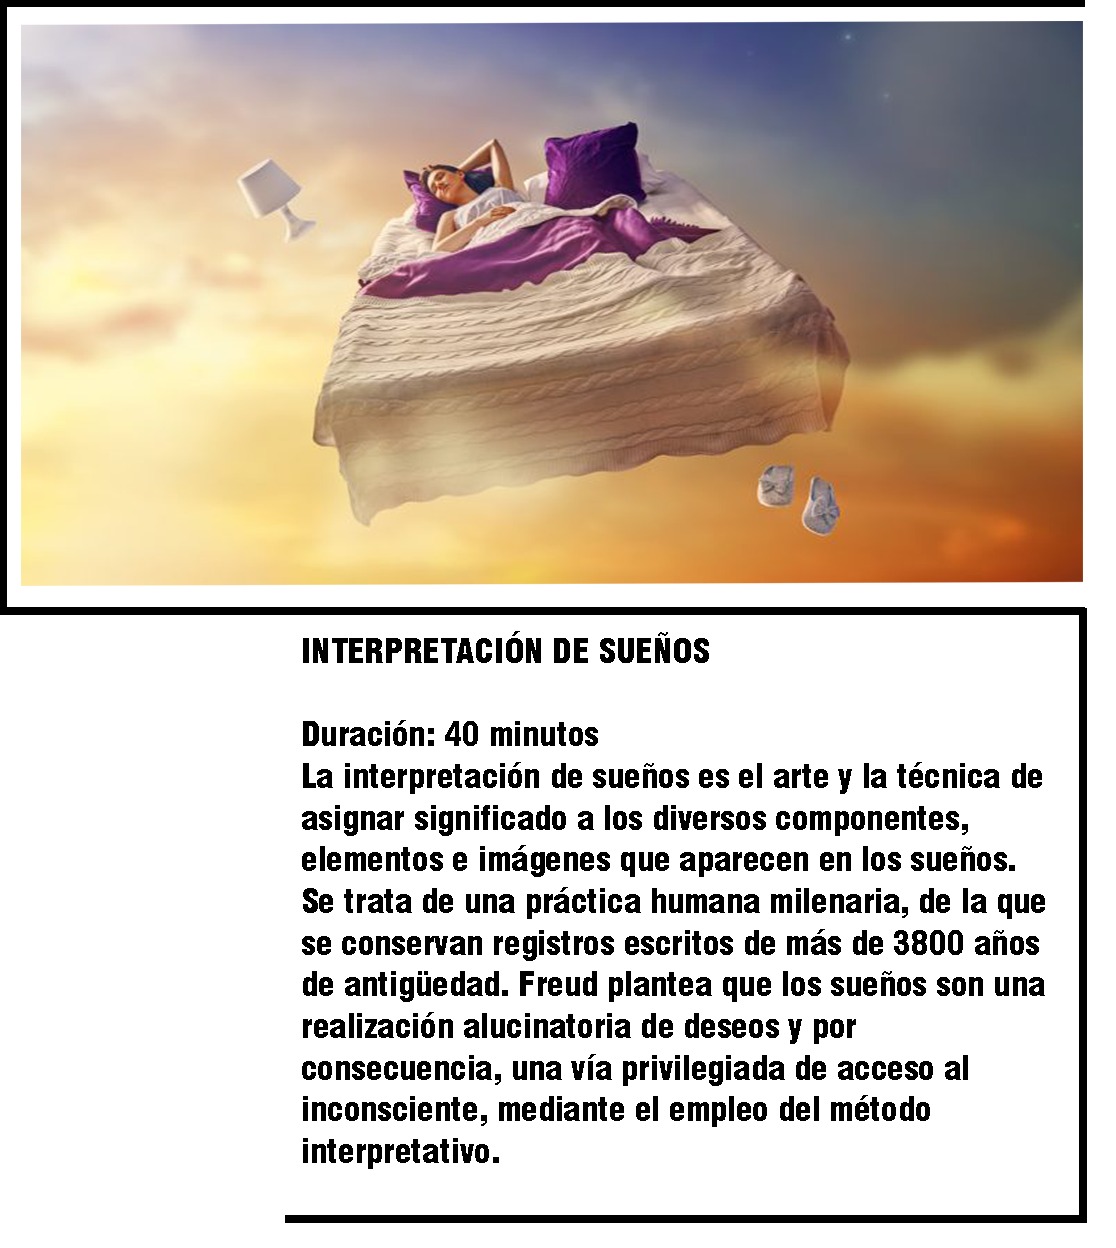 INTERPRETACIÓN DE SUEÑOS
Duración: 40 minutos
La interpretación de sueños es el arte y la técnica de
asignar significado a los diversos componentes,
elementos e imágenes que aparecen en los sueños.
Se trata de una práctica humana milenaria, de la que
se conservan registros escritos de más de 3800 años
de antigüedad. Freud plantea que los sueños son una
realización alucinatoria de deseos y por
consecuencia, una vía privilegiada de acceso al
inconsciente, mediante el empleo del método
interpretativo.